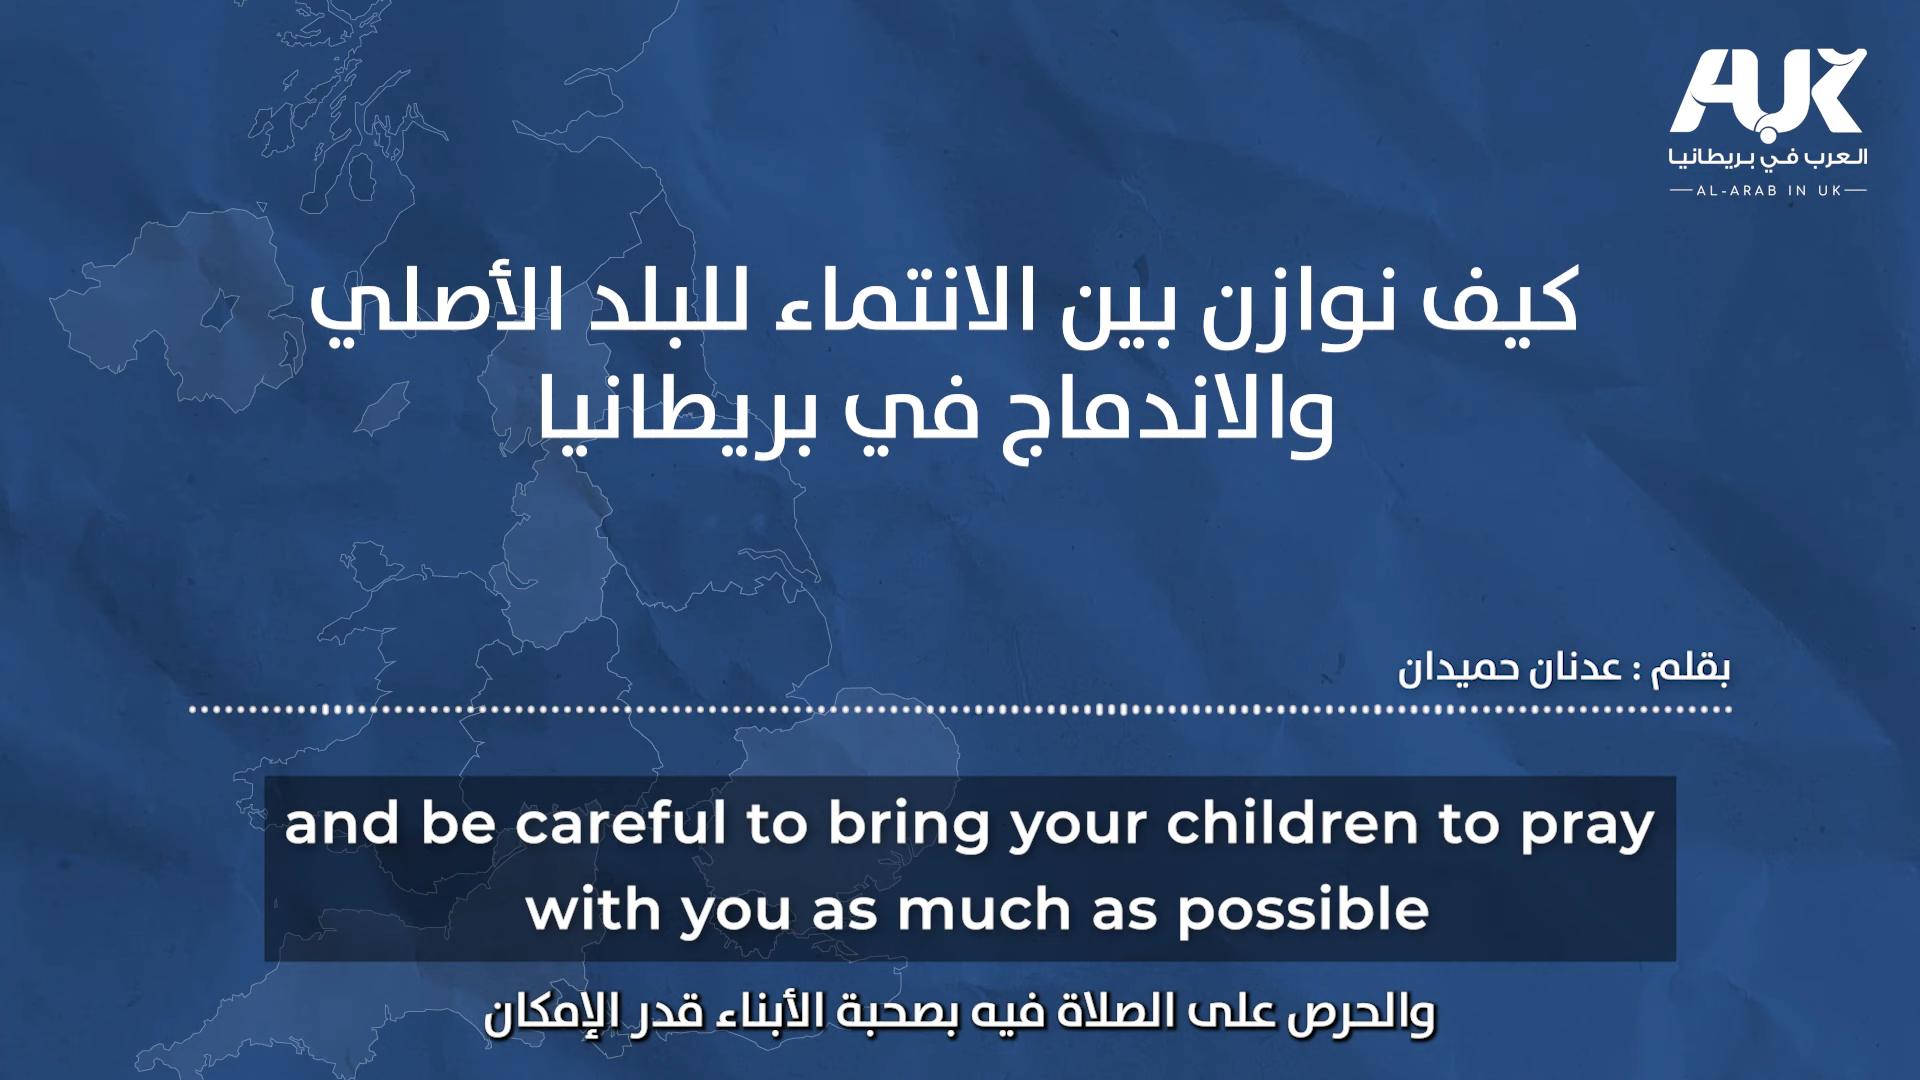 AUK
العرب في بريطانيا
AL-ARAB IN UK
كيف نوازن بين الانتماء للبلد الأصلي
والاندماج في بريطانيا
بقلم : عدنان حميدان
and be careful to bring your children to pray
with you as much as possible
والحرص على الصلاة فيه بصحبة الأبناء قدر الإمكان